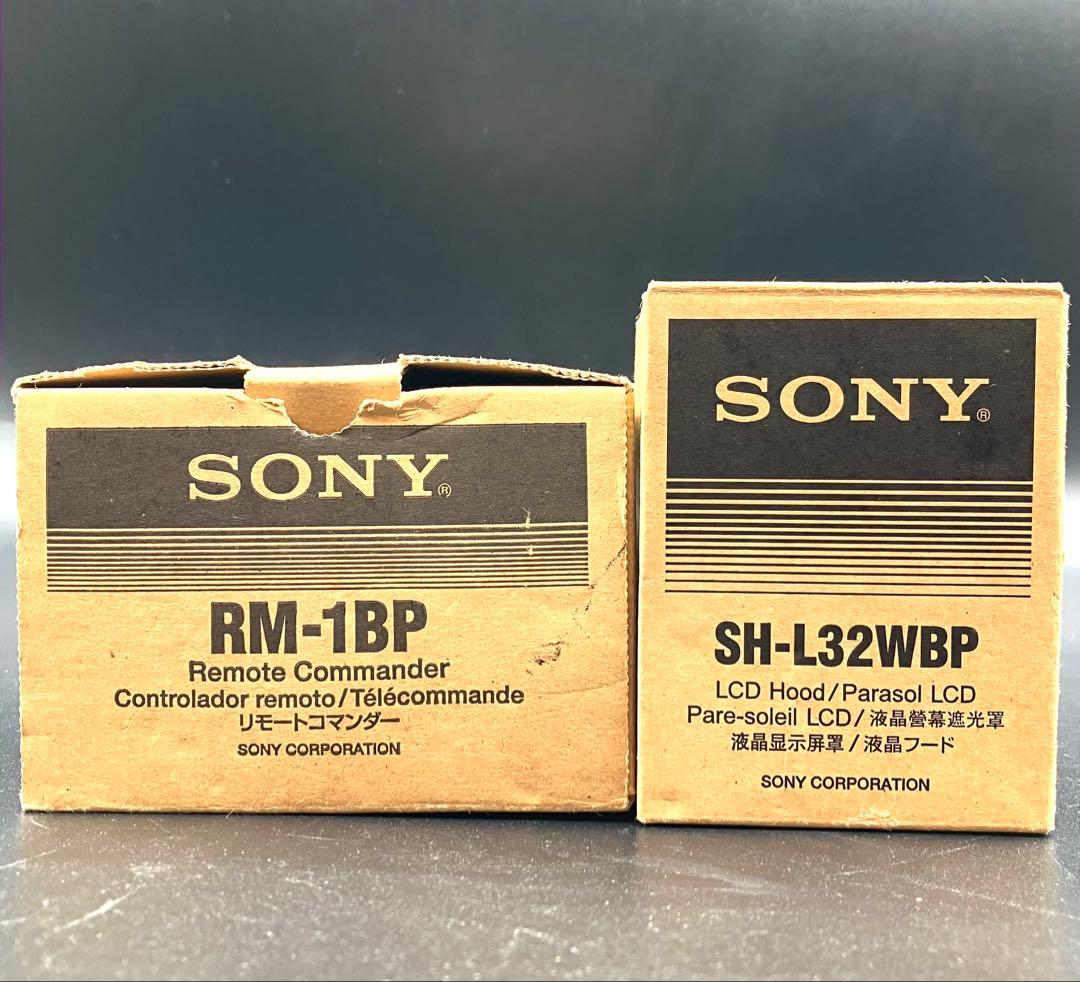 SONY®
RM-1BP
Remote Commander
Controlador remoto/Télécommande
リモートコマンダー
SONY CORPORATION
SONY®
SH-L32WBP
LCD Hood/Parasol LCD
Pare-soleil LCD/液晶螢幕遮光罩
液晶显示屏罩/液晶フード
SONY CORPORATION